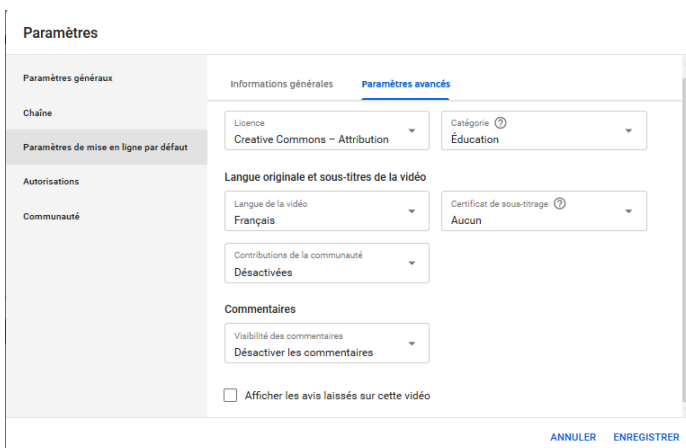 Paramètres
Paramètres généraux
Chaîne
Paramètres de mise en ligne par défaut
Autorisations
Communauté
Informations générales
Paramètres avancés
Licence
Creative Commons – Attribution
Catégorie
Éducation
Langue originale et sous-titres de la vidéo
Langue de la vidéo
Français
Certificat de sous-titrage
Aucun
Contributions de la communauté
Désactivées
Commentaires
Visibilité des commentaires
Désactiver les commentaires
Afficher les avis laissés sur cette vidéo
ANNULER
ENREGISTRER